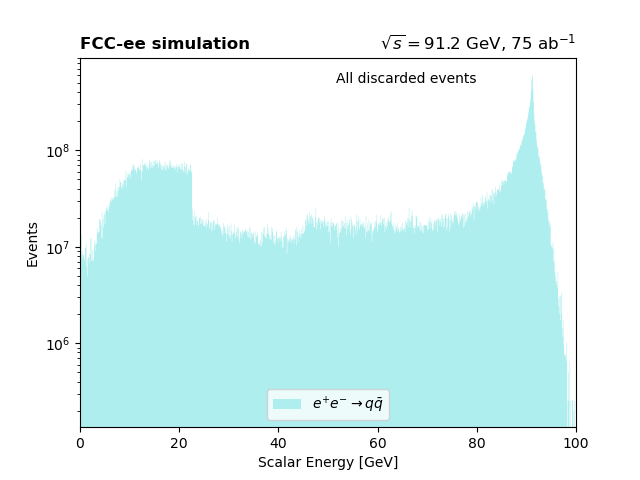 FCC-ee simulation √s = 91.2 GeV, 75 ab⁻¹
All discarded events
10⁸
10⁷
10⁶
Events
e⁺e⁻ → qq̄
0 20 40 60 80 100
Scalar Energy [GeV]